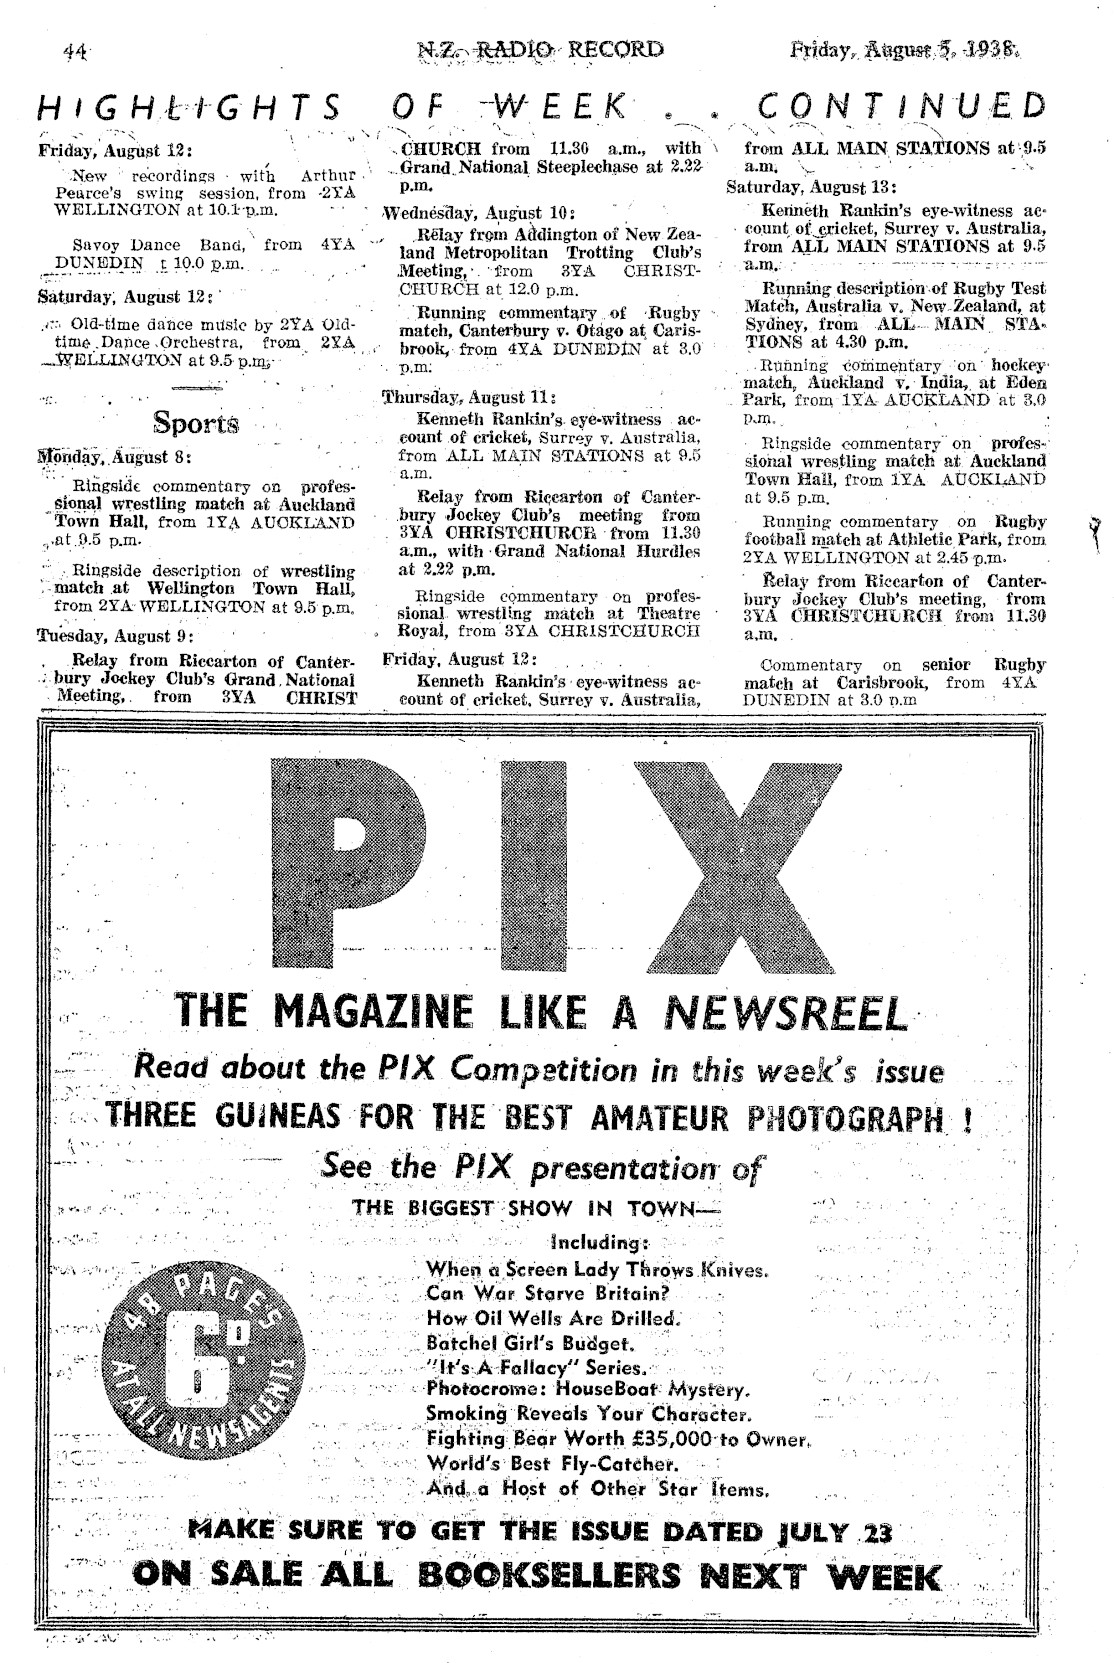 44
N.Z. RADIO RECORD
Friday, August 5, 1938.
HIGHLIGHTS OF WEEK . . CONTINUED
Friday, August 12:
New recordings with Arthur
Pearce's swing session, from 2YA
WELLINGTON at 10.1 p.m.
Savoy Dance Band, from 4YA
DUNEDIN t 10.0 p.m.
Saturday, August 12:
Old-time dance music by 2YA Old-
time Dance Orchestra, from 2YA
WELLINGTON at 9.5 p.m.
Sports
Monday, August 8:
Ringside commentary on profes-
sional wrestling match at Auckland
Town Hall, from 1YA AUCKLAND
at 9.5 p.m.
Ringside description of wrestling
match at Wellington Town Hall,
from 2YA WELLINGTON at 9.5 p.m.
Tuesday, August 9:
Relay from Riccarton of Canter-
bury Jockey Club's Grand National
Meeting, from 3YA CHRIST
CHURCH from 11.30 a.m., with
Grand National Steeplechase at 2.22
p.m.
Wednesday, August 10:
Relay from Addington of New Zea-
land Metropolitan Trotting Club's
Meeting, from 3YA CHRIST-
CHURCH at 12.0 p.m.
Running commentary of Rugby
match, Canterbury v. Otago at Caris-
brook, from 4YA DUNEDIN at 3.0
p.m.
Thursday, August 11:
Kenneth Rankin's eye-witness ac-
count of cricket, Surrey v. Australia,
from ALL MAIN STATIONS at 9.5
a.m.
Relay from Riccarton of Canter-
bury Jockey Club's meeting from
3YA CHRISTCHURCH from 11.30
a.m., with Grand National Hurdles
at 2.22 p.m.
Ringside commentary on profes-
sional wrestling match at Theatre
Royal, from 3YA CHRISTCHURCH
Friday, August 12:
Kenneth Rankin's eye-witness ac-
count of cricket, Surrey v. Australia,
from ALL MAIN STATIONS at 9.5
a.m.
Saturday, August 13:
Kenneth Rankin's eye-witness ac-
count of cricket, Surrey v. Australia,
from ALL MAIN STATIONS at 9.5
a.m.
Running description of Rugby Test
Match, Australia v. New Zealand, at
Sydney, from ALL MAIN STA-
TIONS at 4.30 p.m.
Running commentary on hockey
match, Auckland v. India, at Eden
Park, from 1YA AUCKLAND at 3.0
p.m.
Ringside commentary on profes-
sional wrestling match at Auckland
Town Hall, from 1YA AUCKLAND
at 9.5 p.m.
Running commentary on Rugby
football match at Athletic Park, from
2YA WELLINGTON at 2.45 p.m.
Relay from Riccarton of Canter-
bury Jockey Club's meeting, from
3YA CHRISTCHURCH from 11.30
a.m.
Commentary on senior Rugby
match at Carisbrook, from 4YA
DUNEDIN at 3.0 p.m
PIX
THE MAGAZINE LIKE A NEWSREEL
Read about the PIX Competition in this week's issue
THREE GUINEAS FOR THE BEST AMATEUR PHOTOGRAPH !
See the PIX presentation of
THE BIGGEST SHOW IN TOWN—
Including:
When a Screen Lady Throws Knives.
Can War Starve Britain?
How Oil Wells Are Drilled.
Batchel Girl's Budget.
"It's A Fallacy" Series.
Photocrome: HouseBoat Mystery.
Smoking Reveals Your Character.
Fighting Bear Worth £35,000 to Owner.
World's Best Fly-Catcher.
And a Host of Other Star Items.
48 PAGES
6D.
AT ALL NEWSAGENTS
MAKE SURE TO GET THE ISSUE DATED JULY 23
ON SALE ALL BOOKSELLERS NEXT WEEK